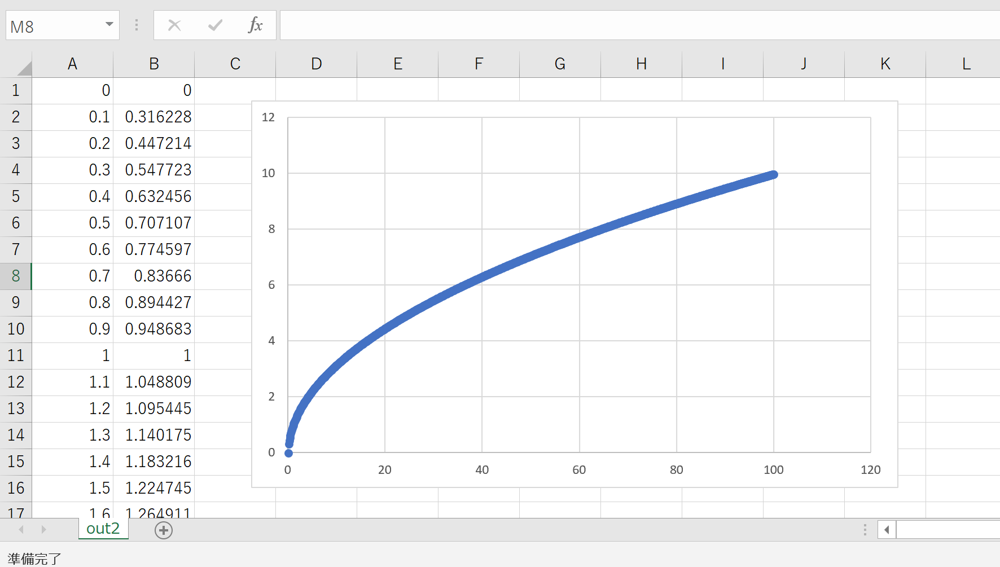 M8 fx
A B C D E F G H I J K L
1 0 0
2 0.1 0.316228
3 0.2 0.447214
4 0.3 0.547723
5 0.4 0.632456
6 0.5 0.707107
7 0.6 0.774597
8 0.7 0.83666
9 0.8 0.894427
10 0.9 0.948683
11 1 1
12 1.1 1.048809
13 1.2 1.095445
14 1.3 1.140175
15 1.4 1.183216
16 1.5 1.224745
17 1.6 1.264911
12
10
8
6
4
2
0
0 20 40 60 80 100 120
out2
準備完了